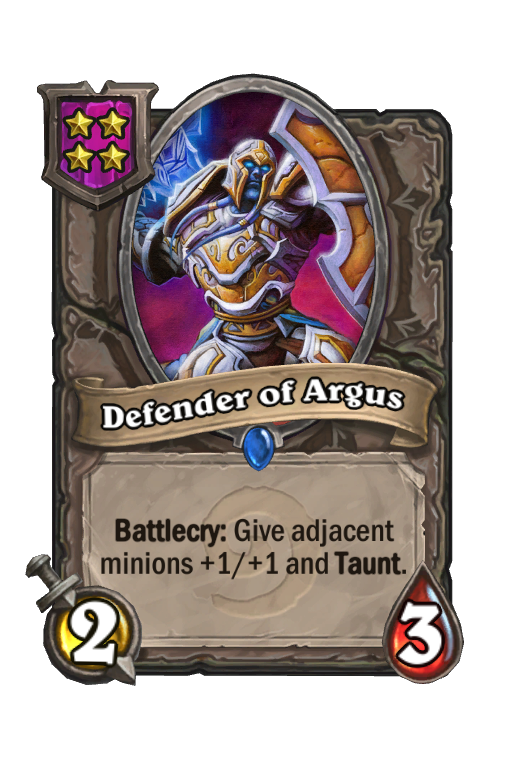 Defender of Argus
Battlecry: Give adjacent
minions +1/+1 and Taunt.
2
3